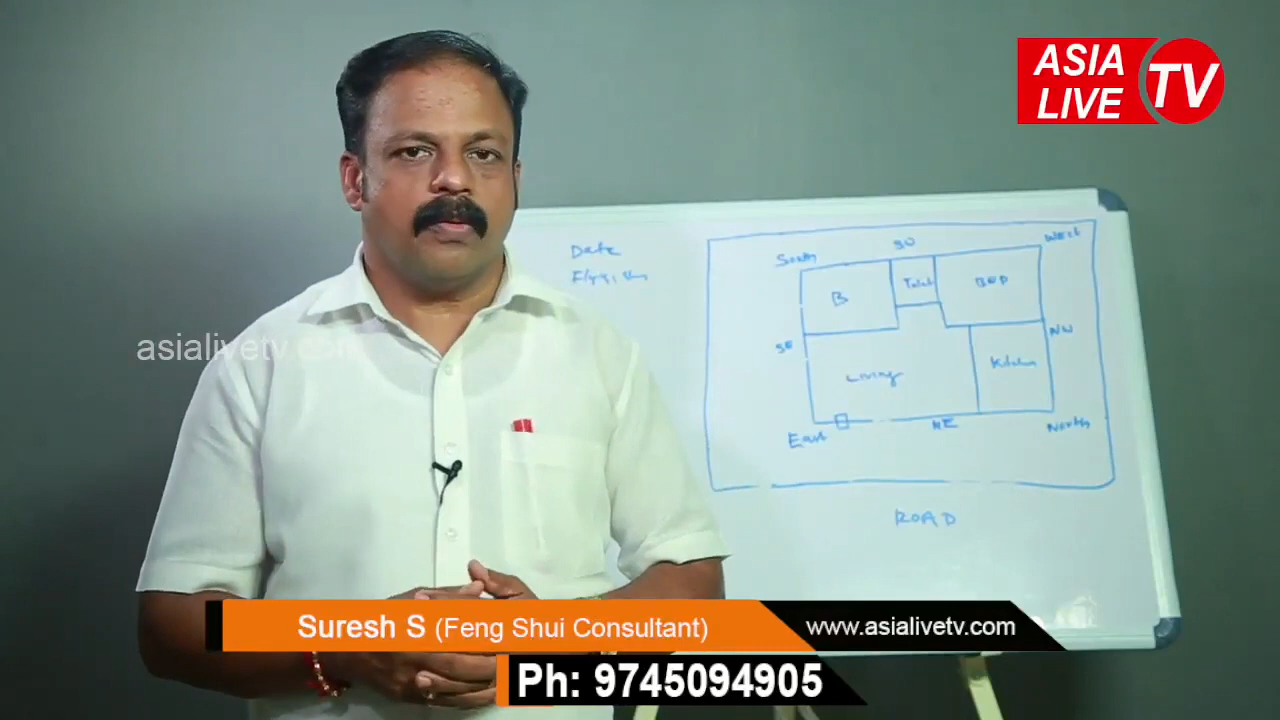 ASIA
LIVE
TV
asialivetv.com
Date
South
SW
West
B
Toilet
BED
SE
NW
Living
Kitchen
East
NE
North
ROAD
Suresh S (Feng Shui Consultant)
www.asialivetv.com
Ph: 9745094905